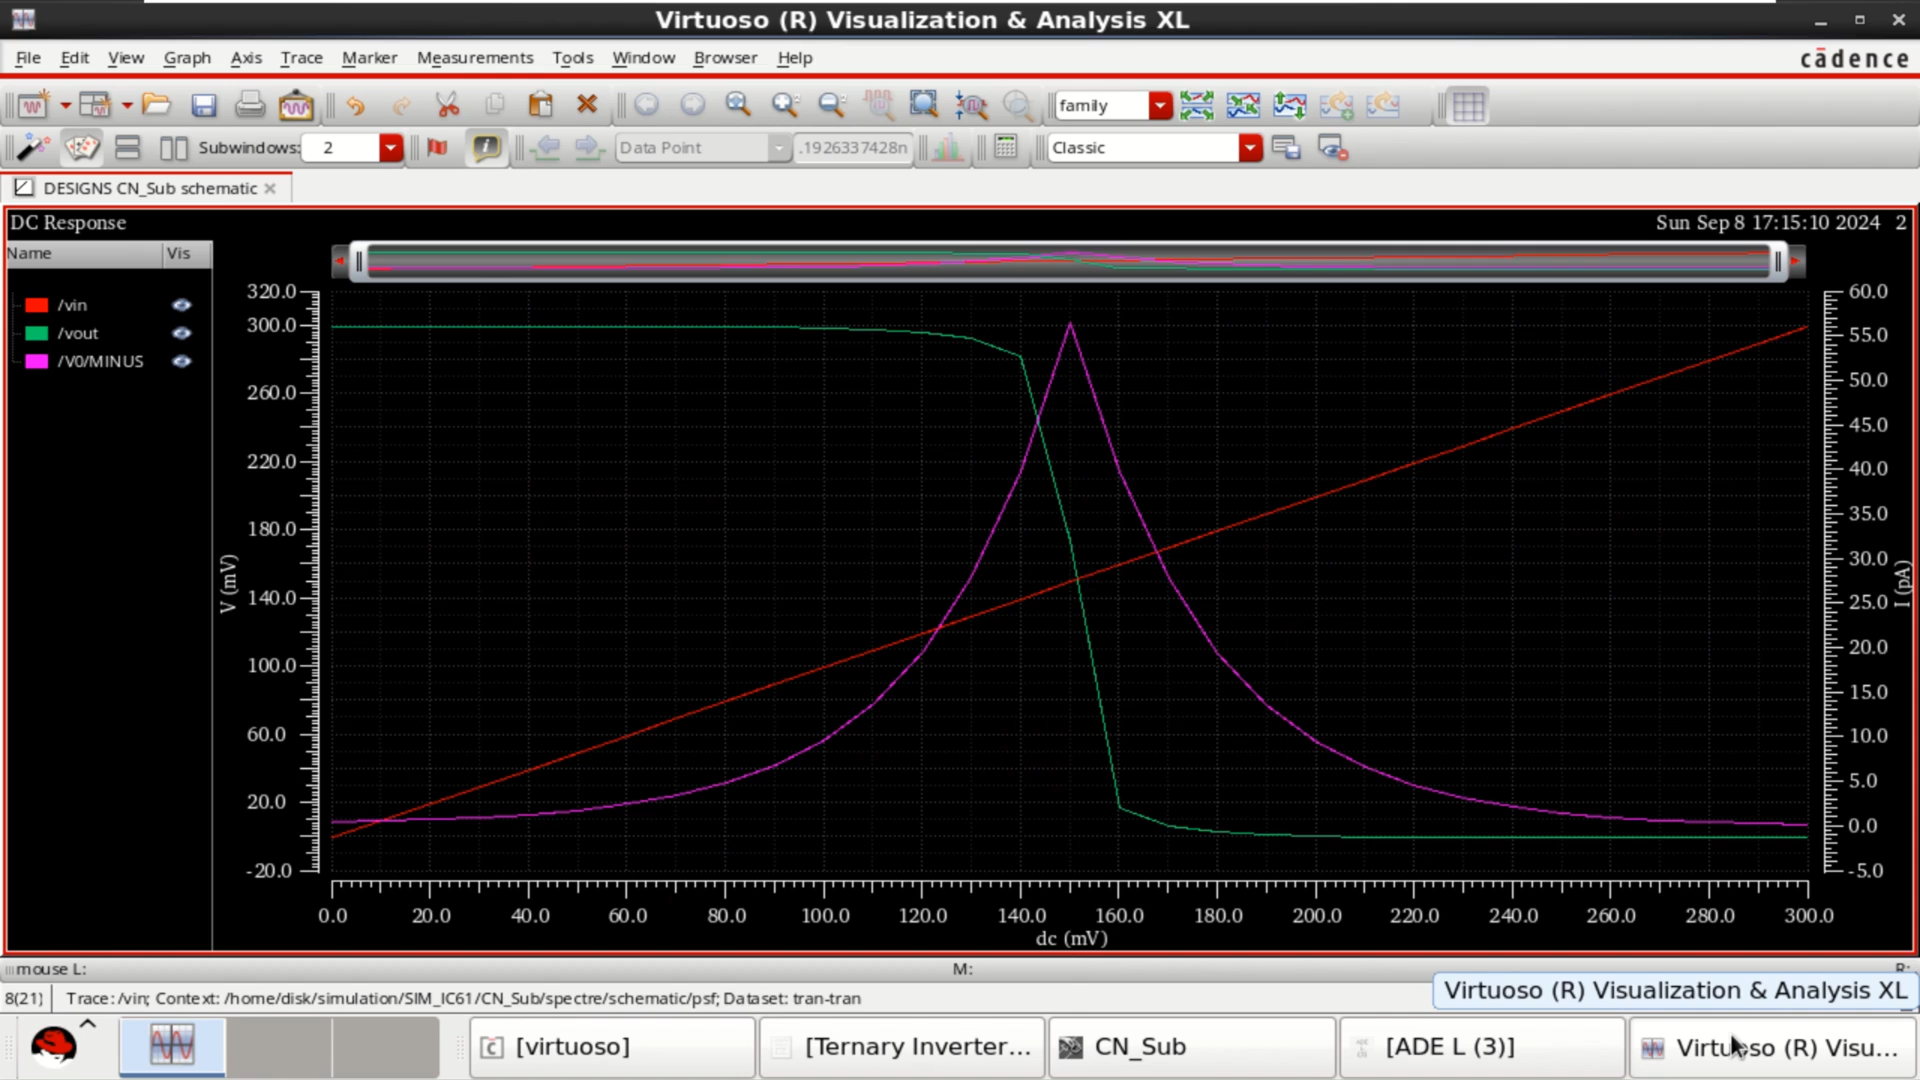 Virtuoso (R) Visualization & Analysis XL
File Edit View Graph Axis Trace Marker Measurements Tools Window Browser Help
cādence
family
Subwindows: 2
Data Point
.1926337428n
Classic
DESIGNS CN_Sub schematic
DC Response
Sun Sep 8 17:15:10 2024 2
Name Vis
/vin
/vout
/V0/MINUS
320.0
300.0
260.0
220.0
180.0
140.0
100.0
60.0
20.0
-20.0
V (mV)
60.0
55.0
50.0
45.0
40.0
35.0
30.0
25.0
20.0
15.0
10.0
5.0
0.0
-5.0
I (pA)
0.0 20.0 40.0 60.0 80.0 100.0 120.0 140.0 160.0 180.0 200.0 220.0 240.0 260.0 280.0 300.0
dc (mV)
mouse L: M: R:
8(21) Trace: /vin; Context: /home/disk/simulation/SIM_IC61/CN_Sub/spectre/schematic/psf; Dataset: tran-tran
Virtuoso (R) Visualization & Analysis XL
[virtuoso]
[Ternary Inverter...
CN_Sub
[ADE L (3)]
Virtuoso (R) Visu...